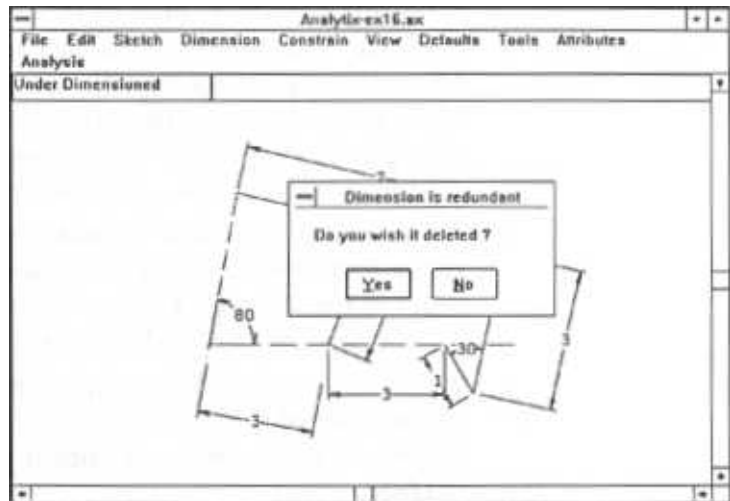 Analytix-ex16.ax
File Edit Sketch Dimension Constrain View Defaults Tools Attributes
Analysis
Under Dimensioned
Dimension is redundant
Do you wish it deleted ?
Yes No
80
30
3
3
3